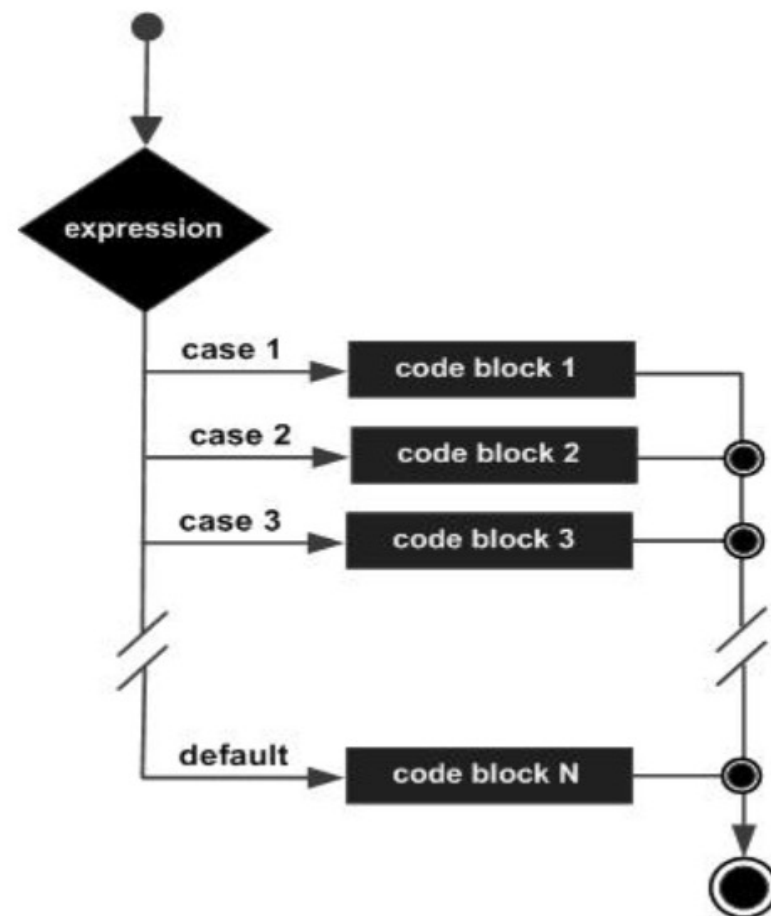 expression
case 1
code block 1
case 2
code block 2
case 3
code block 3
default
code block N